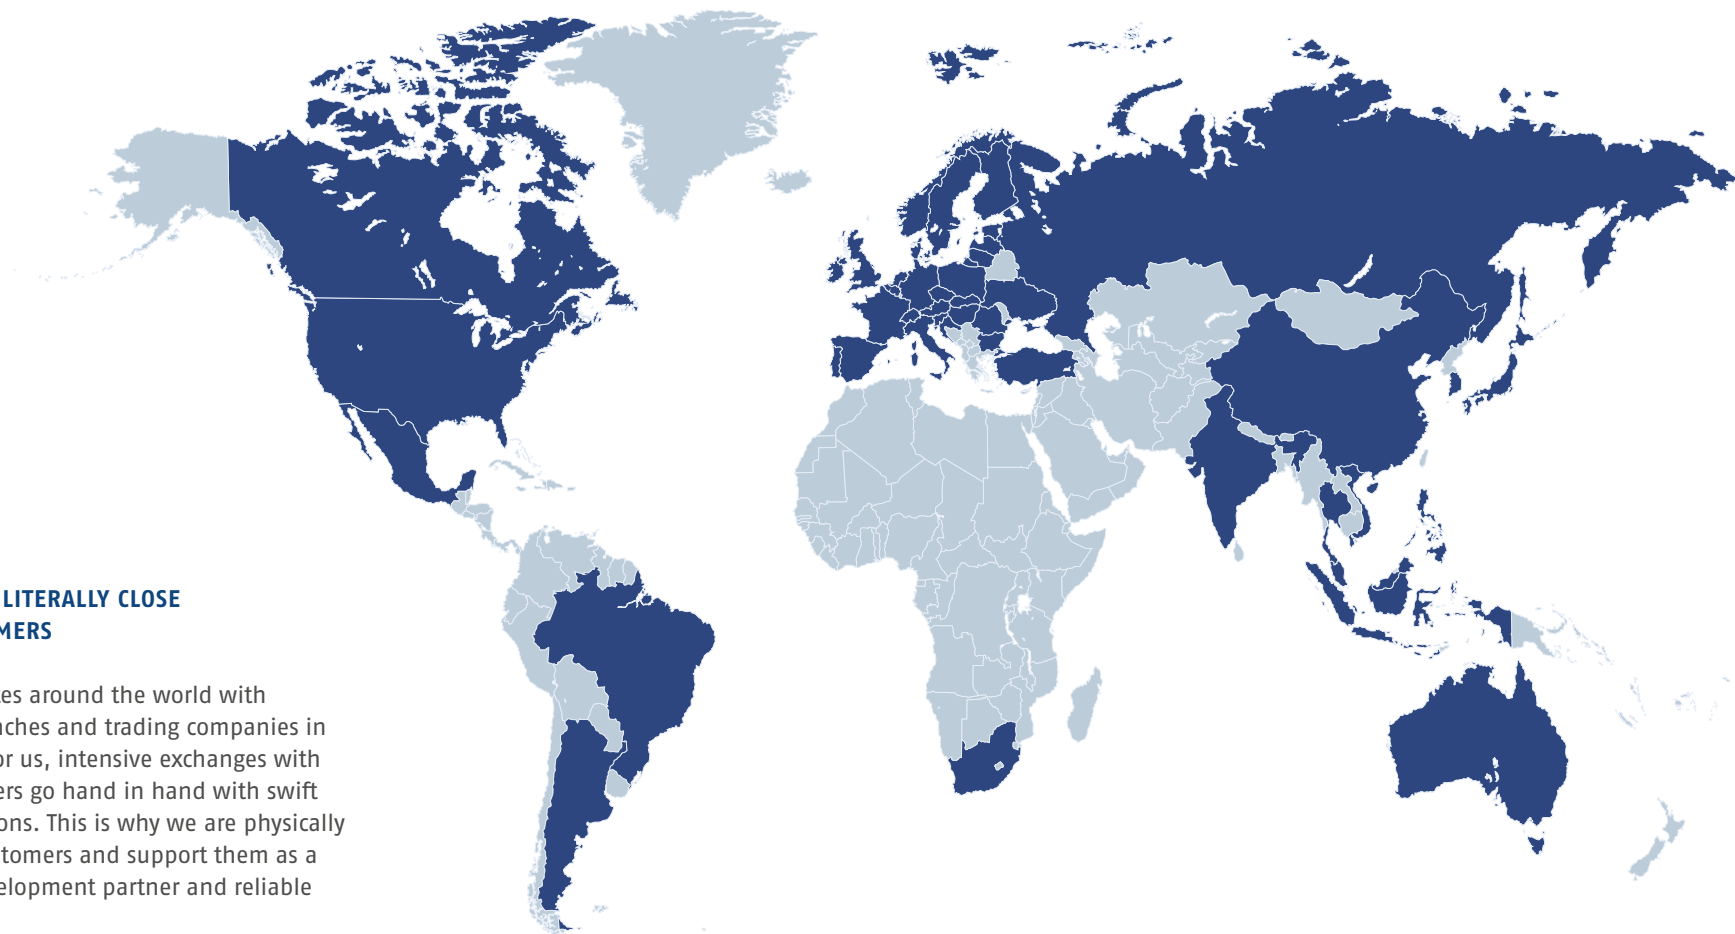 LITERALLY CLOSE
MERS
tes around the world with
nches and trading companies in
or us, intensive exchanges with
ers go hand in hand with swift
ons. This is why we are physically
tomers and support them as a
elopment partner and reliable